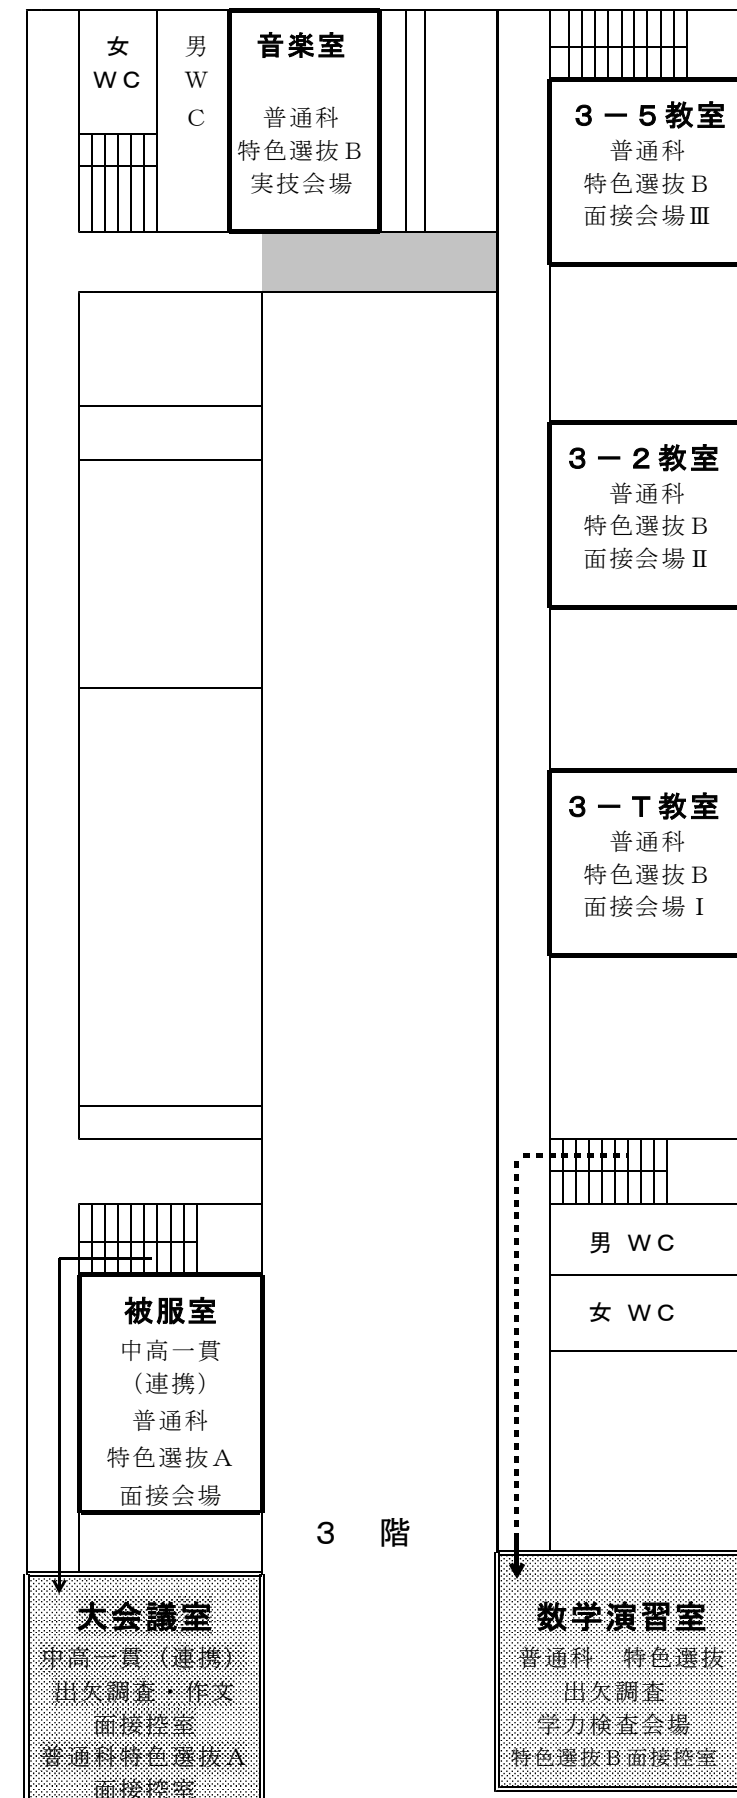 女
ＷＣ
男
Ｗ
Ｃ
音楽室
普通科
特色選抜Ｂ
実技会場
３－５教室
普通科
特色選抜Ｂ
面接会場Ⅲ
３－２教室
普通科
特色選抜Ｂ
面接会場Ⅱ
３－Ｔ教室
普通科
特色選抜Ｂ
面接会場Ⅰ
男 ＷＣ
女 ＷＣ
被服室
中高一貫
（連携）
普通科
特色選抜Ａ
面接会場
３　階
大会議室
中高一貫（連携）
出欠調査・作文
面接控室
普通科特色選抜Ａ
面接控室
数学演習室
普通科　特色選抜
出欠調査
学力検査会場
特色選抜Ｂ面接控室